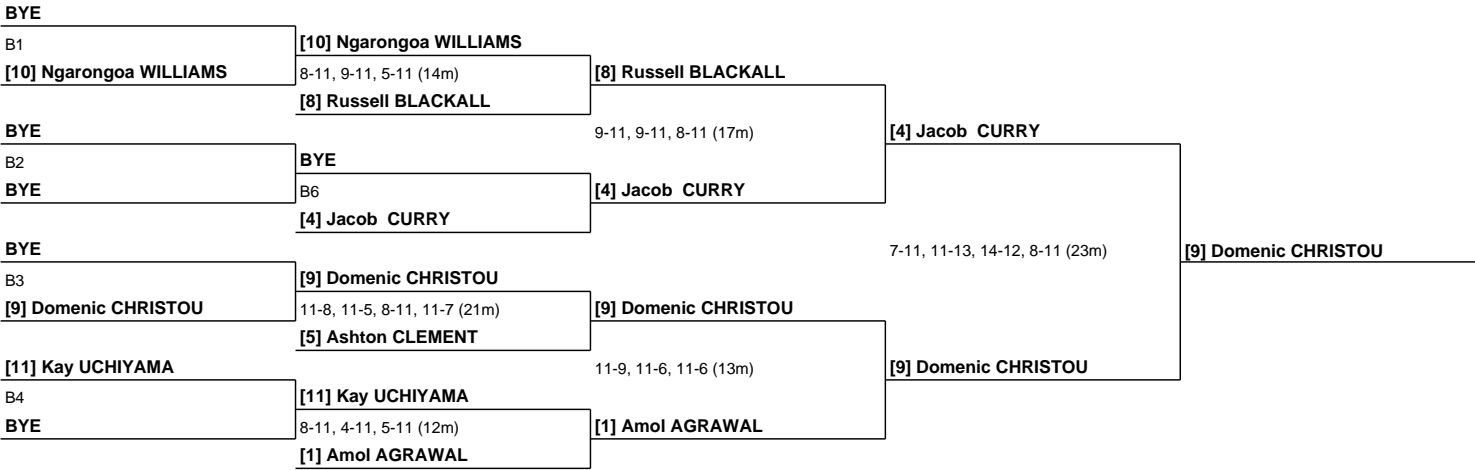 BYE
B1
[10] Ngarongoa WILLIAMS
[10] Ngarongoa WILLIAMS
8-11, 9-11, 5-11 (14m)
[8] Russell BLACKALL
[8] Russell BLACKALL
BYE
B2
BYE
BYE
B6
[4] Jacob CURRY
9-11, 9-11, 8-11 (17m)
[4] Jacob CURRY
[4] Jacob CURRY
BYE
B3
[9] Domenic CHRISTOU
[9] Domenic CHRISTOU
11-8, 11-5, 8-11, 11-7 (21m)
[5] Ashton CLEMENT
[9] Domenic CHRISTOU
7-11, 11-13, 14-12, 8-11 (23m)
[9] Domenic CHRISTOU
[11] Kay UCHIYAMA
B4
BYE
[11] Kay UCHIYAMA
8-11, 4-11, 5-11 (12m)
[1] Amol AGRAWAL
11-9, 11-6, 11-6 (13m)
[1] Amol AGRAWAL
[9] Domenic CHRISTOU